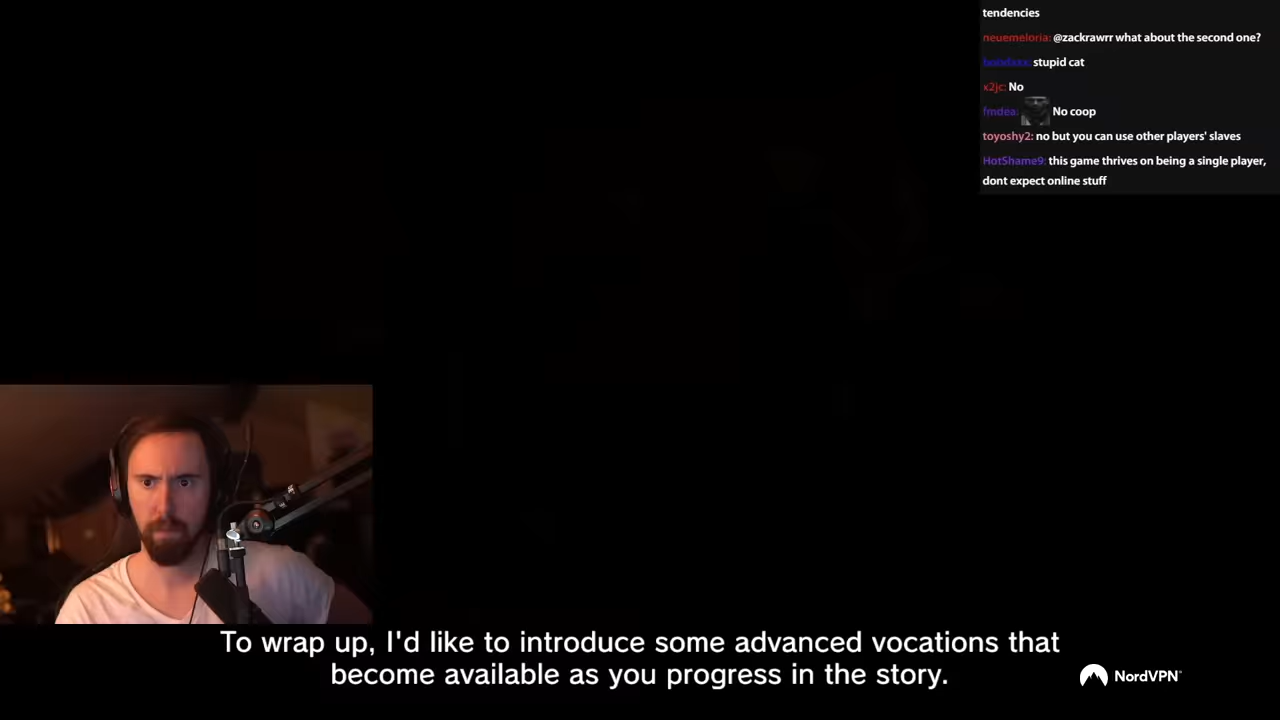 tendencies
neuemeloria: @zackrawrr what about the second one?
stupid cat
x2jc: No
fmdea: No coop
toyoshy2: no but you can use other players' slaves
HotShame9: this game thrives on being a single player,
dont expect online stuff
To wrap up, I'd like to introduce some advanced vocations that
become available as you progress in the story.
NordVPN